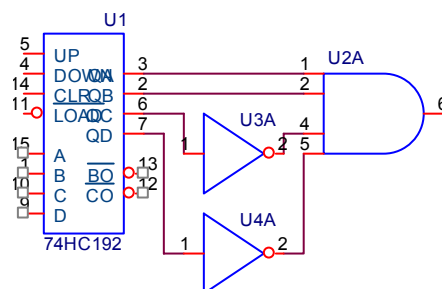 U1
U2A
5 UP
4 DOWN QA 3 1
14 CLR QB 2 2
11 LOAD QC 6 6
QD 7 U3A 4
1 2 5
15 A
1 B BO 13
10 C CO 12
9 D U4A
1 2
74HC192